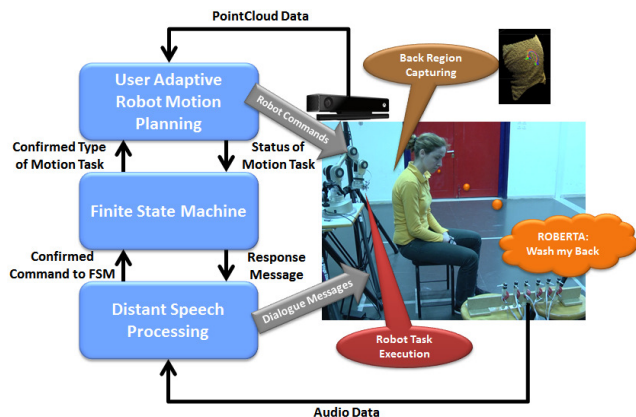 PointCloud Data
User Adaptive
Robot Motion
Planning
Back Region
Capturing
Robot Commands
Confirmed Type
of Motion Task
Status of
Motion Task
Finite State Machine
ROBERTA:
Wash my Back
Confirmed
Command to FSM
Response
Message
Distant Speech
Processing
Dialogue Messages
Robot Task
Execution
Audio Data